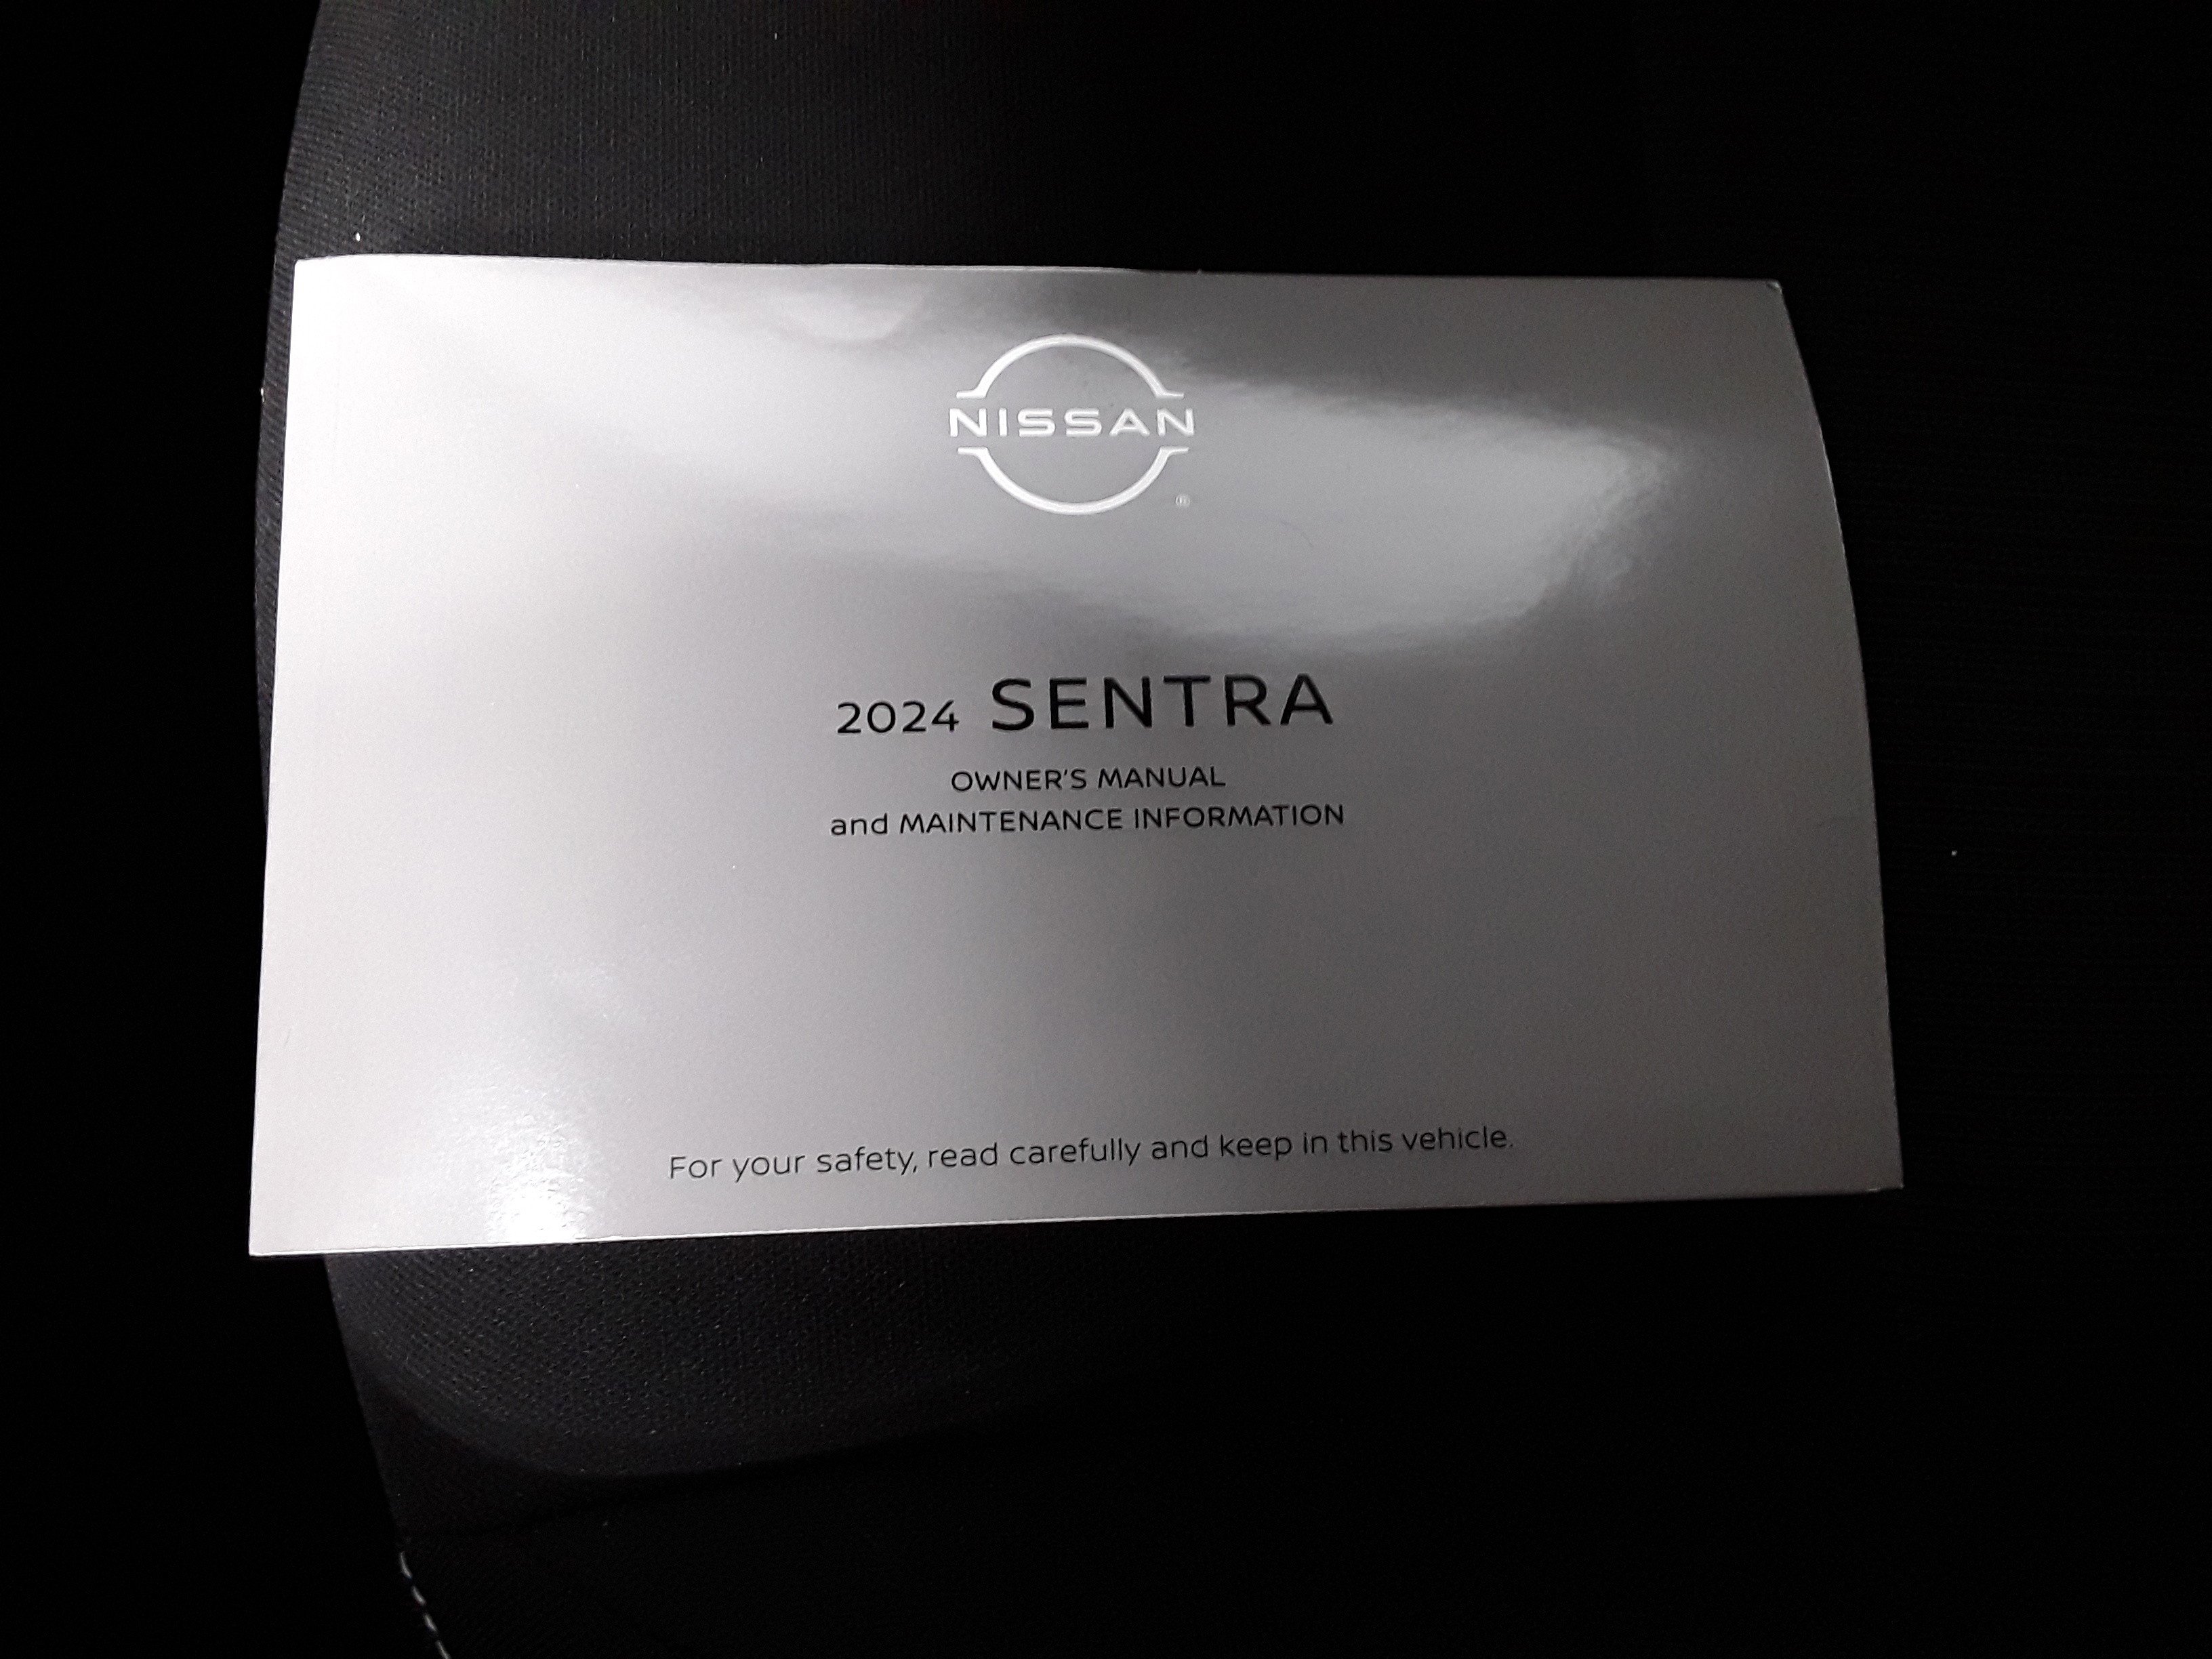 NISSAN
®
2024 SENTRA
OWNER'S MANUAL
and MAINTENANCE INFORMATION
For your safety, read carefully and keep in this vehicle.